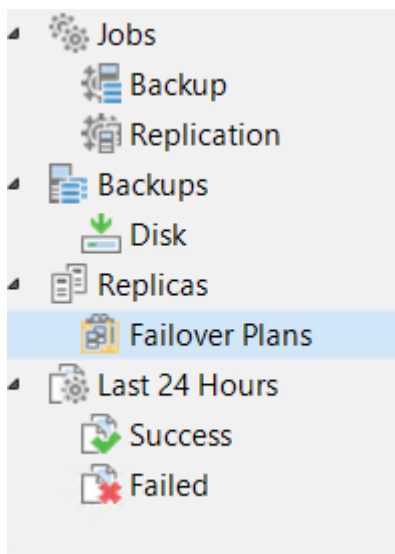 Jobs
Backup
Replication
Backups
Disk
Replicas
Failover Plans
Last 24 Hours
Success
Failed